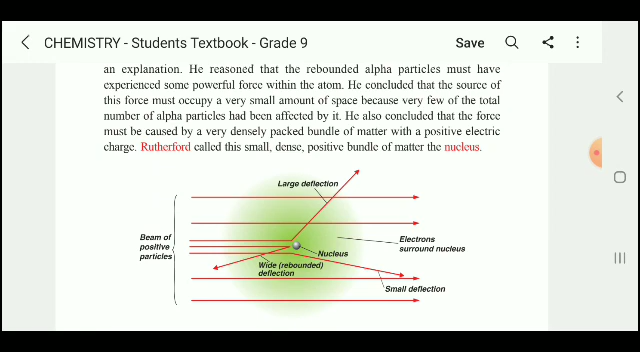 CHEMISTRY - Students Textbook - Grade 9
Save
an explanation. He reasoned that the rebounded alpha particles must have
experienced some powerful force within the atom. He concluded that the source
of this force must occupy a very small amount of space because very few of the total
number of alpha particles had been affected by it. He also concluded that the force
must be caused by a very densely packed bundle of matter with a positive electric
charge. Rutherford called this small, dense, positive bundle of matter the nucleus.
Large deflection
Beam of
positive
particles
Electrons
surround nucleus
Nucleus
Wide (rebounded)
deflection
Small deflection